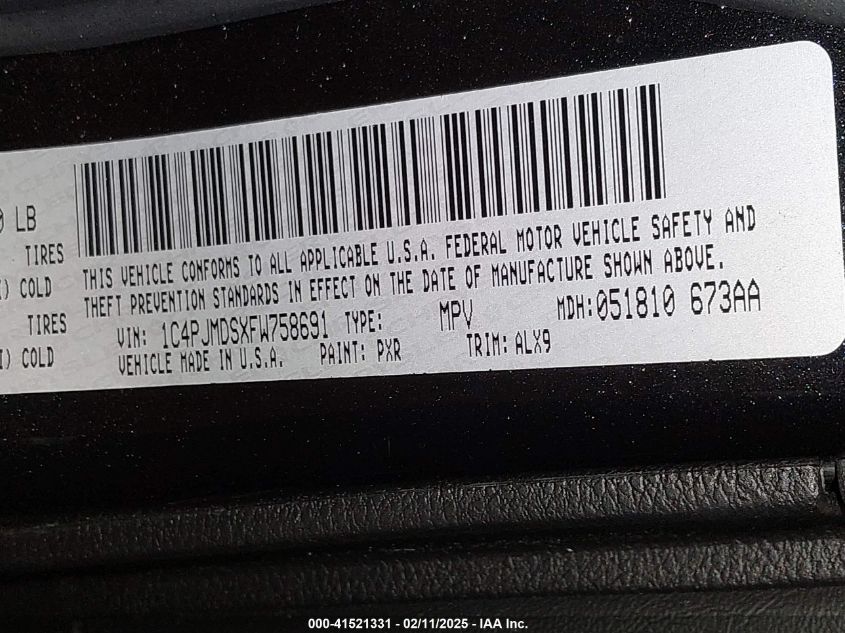 0 LB
TIRES
I) COLD
TIRES
I) COLD
THIS VEHICLE CONFORMS TO ALL APPLICABLE U.S.A. FEDERAL MOTOR VEHICLE SAFETY AND
THEFT PREVENTION STANDARDS IN EFFECT ON THE DATE OF MANUFACTURE SHOWN ABOVE.
VIN: 1C4PJMDSXFW758691 TYPE: MPV MDH:051810 673AA
VEHICLE MADE IN U.S.A. PAINT: PXR TRIM: ALX9
000-41521331 - 02/11/2025 - IAA Inc.